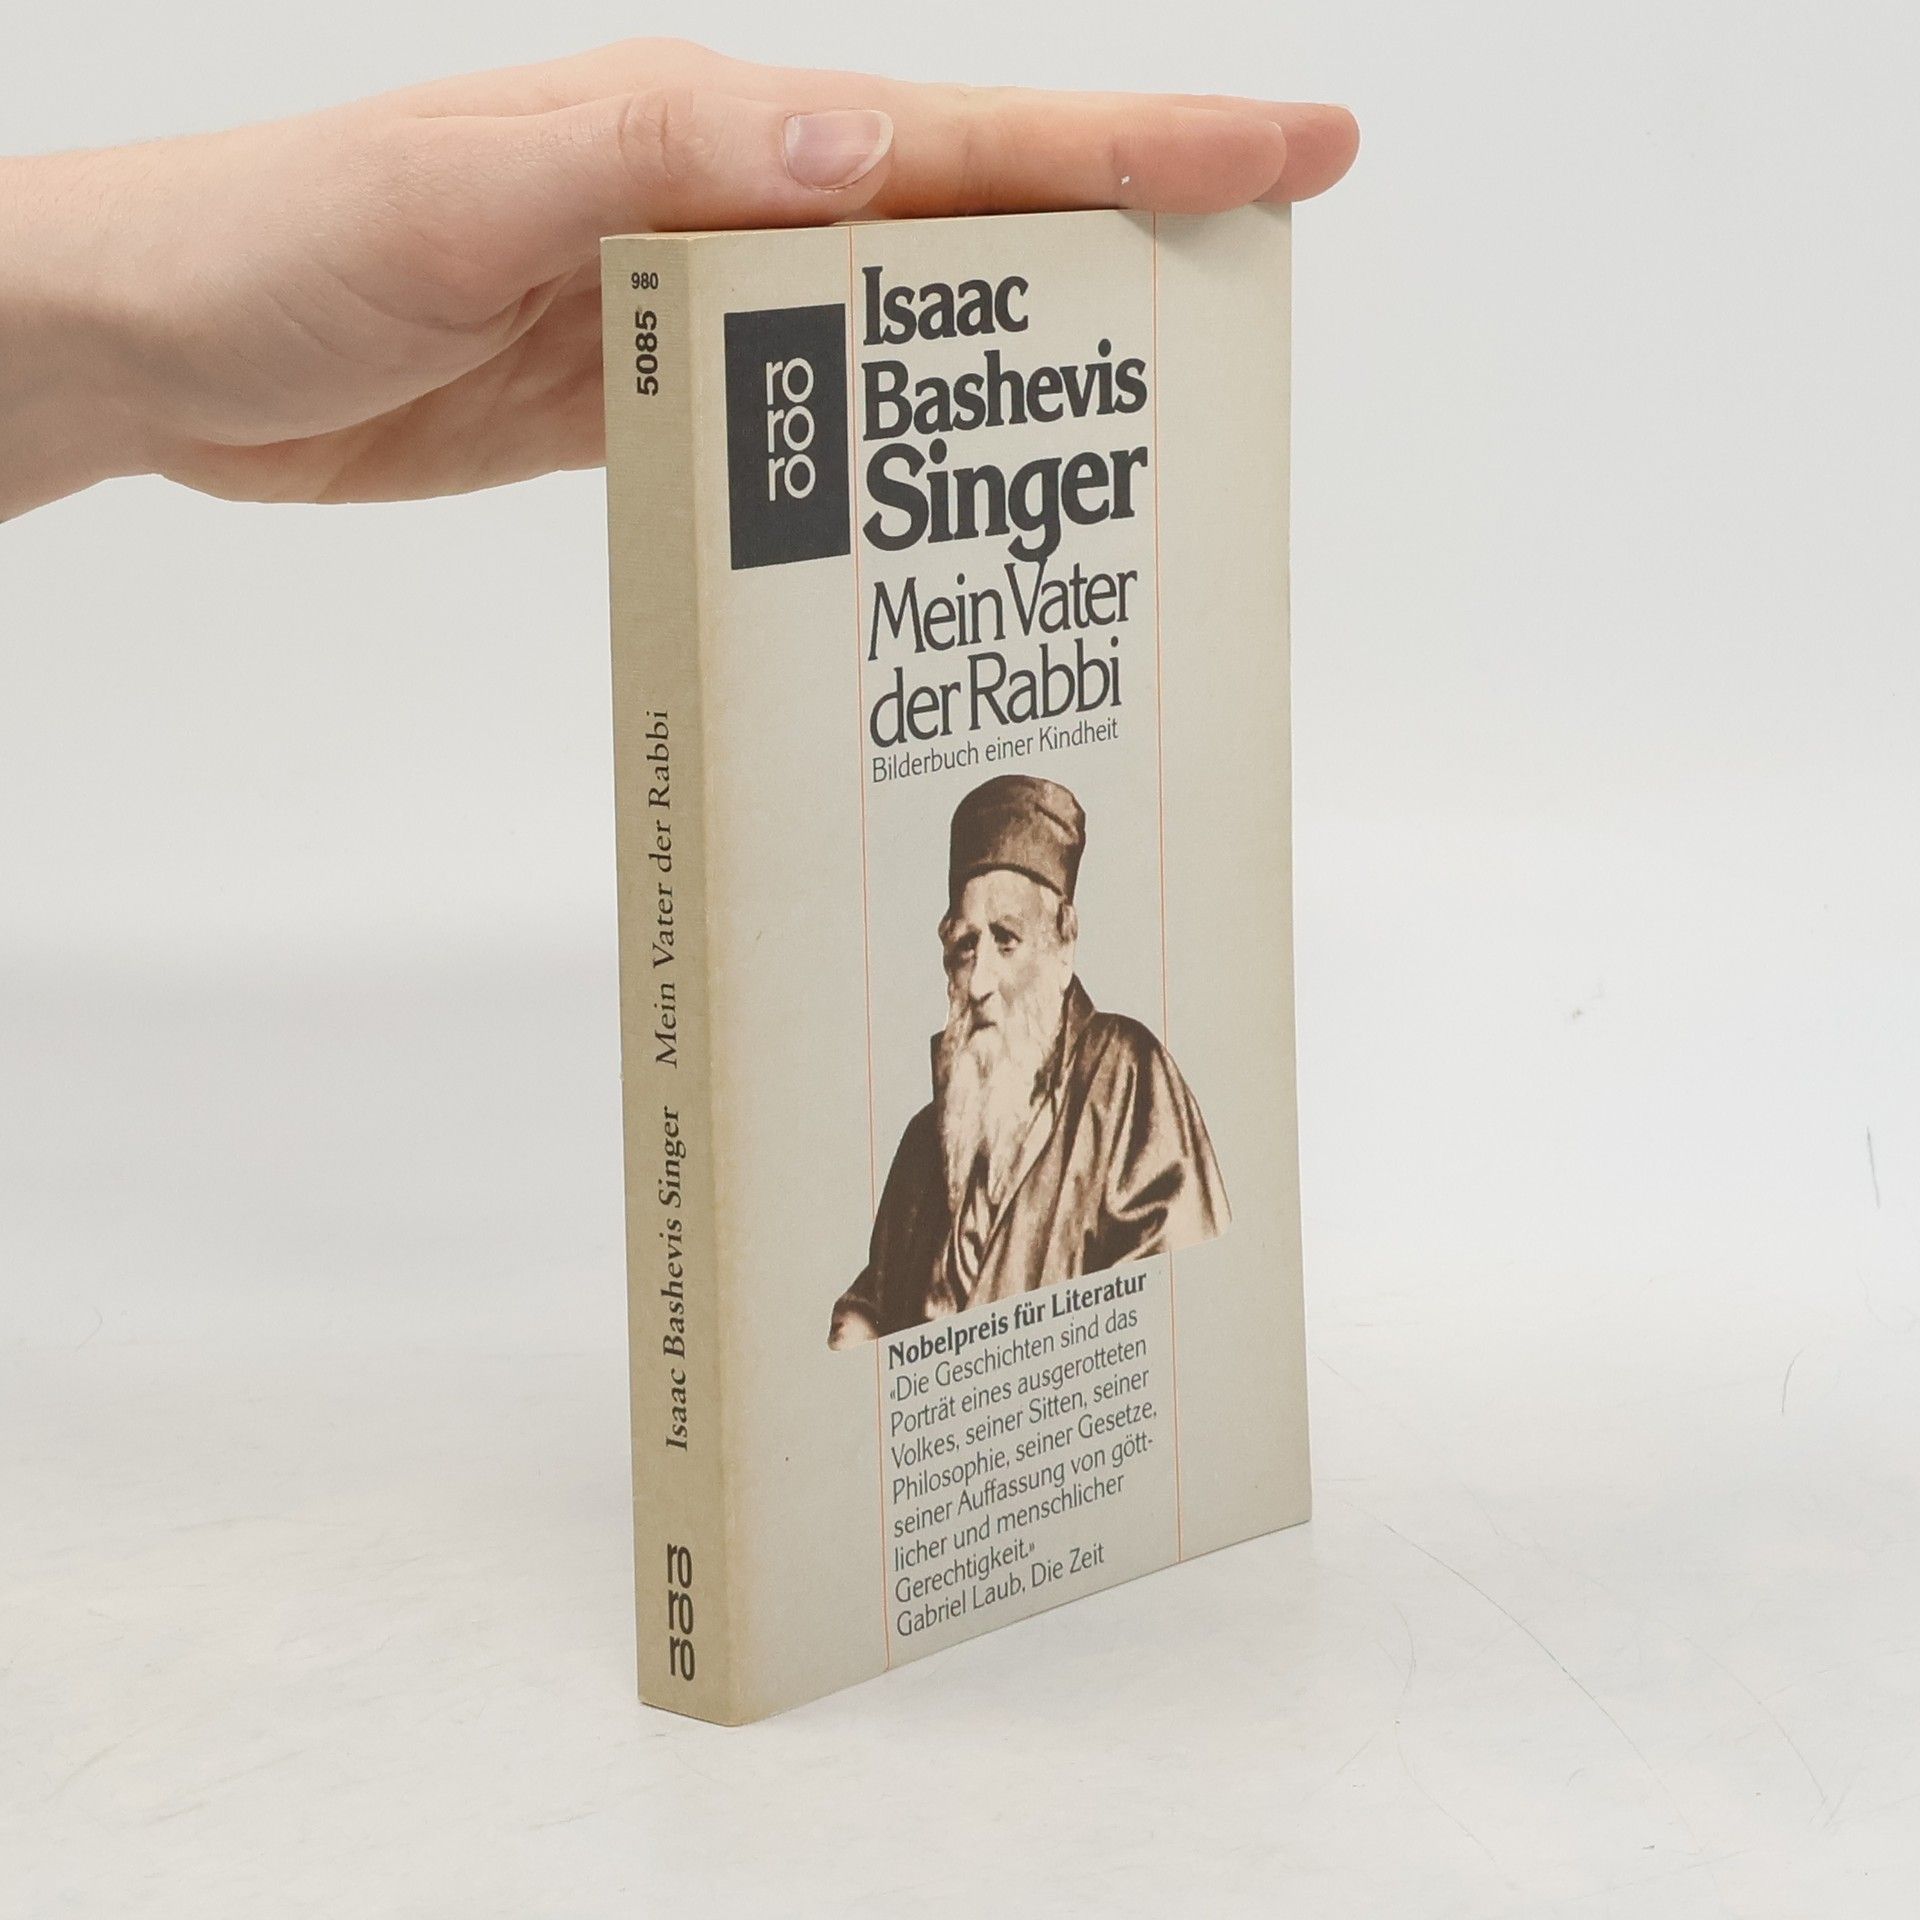 980
5085
Mein Vater der Rabbi
Isaac Bashevis Singer
ro
ro
ro
ro
ro
ro
Isaac
Bashevis
Singer
Mein Vater
der Rabbi
Bilderbuch einer Kindheit
Nobelpreis für Literatur
«Die Geschichten sind das
Porträt eines ausgerotteten
Volkes, seiner Sitten, seiner
Philosophie, seiner Gesetze,
seiner Auffassung von gött-
licher und menschlicher
Gerechtigkeit.»
Gabriel Laub, Die Zeit